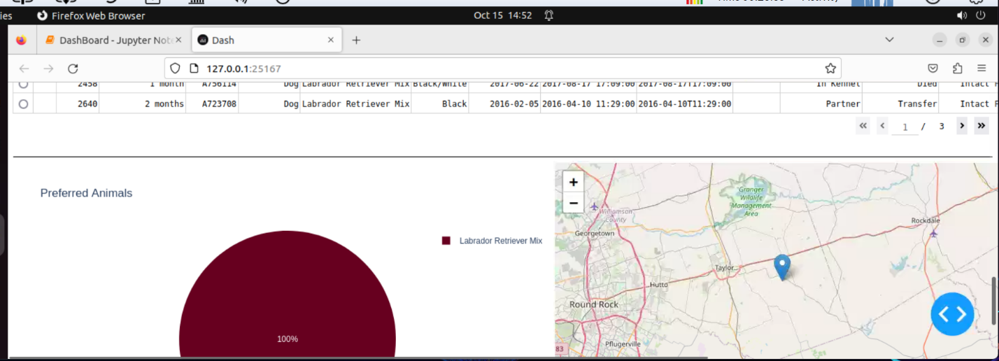 ies Firefox Web Browser Oct 15 14:52
DashBoard - Jupyter Not Dash
127.0.0.1:25167
2458 1 month A756114 Dog Labrador Retriever Mix Black/White 2017-06-22 2017-08-17 17:09:00 2017-08-17T17:09:00 In Kennel Died Intact F
2640 2 months A723708 Dog Labrador Retriever Mix Black 2016-02-05 2016-04-10 11:29:00 2016-04-10T11:29:00 Partner Transfer Intact F
« ‹ 1 / 3 › »
Preferred Animals
Labrador Retriever Mix
100%
+
−
Granger
Wildlife
Management
Area
Williamson
County
Georgetown
Rockdale
Taylor
Hutto
Round Rock
Pflugerville
83